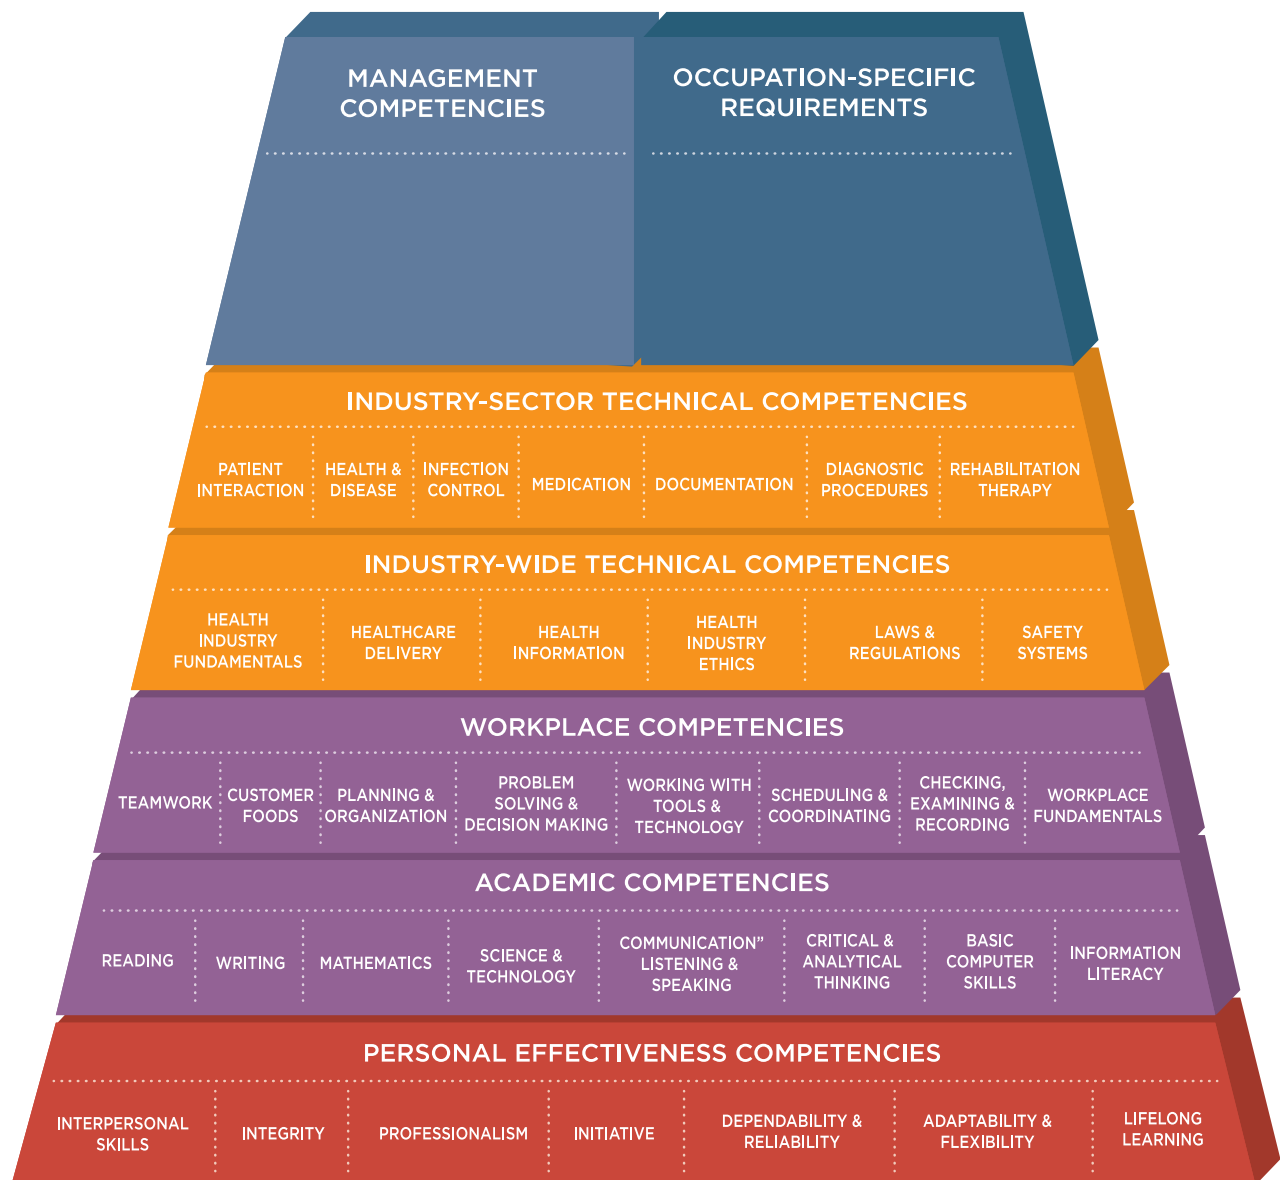 MANAGEMENT
COMPETENCIES
OCCUPATION-SPECIFIC
REQUIREMENTS
INDUSTRY-SECTOR TECHNICAL COMPETENCIES
PATIENT
INTERACTION
HEALTH &
DISEASE
INFECTION
CONTROL
MEDICATION
DOCUMENTATION
DIAGNOSTIC
PROCEDURES
REHABILITATION
THERAPY
INDUSTRY-WIDE TECHNICAL COMPETENCIES
HEALTH
INDUSTRY
FUNDAMENTALS
HEALTHCARE
DELIVERY
HEALTH
INFORMATION
HEALTH
INDUSTRY
ETHICS
LAWS &
REGULATIONS
SAFETY
SYSTEMS
WORKPLACE COMPETENCIES
TEAMWORK
CUSTOMER
FOODS
PLANNING &
ORGANIZATION
PROBLEM
SOLVING &
DECISION MAKING
WORKING WITH
TOOLS &
TECHNOLOGY
SCHEDULING &
COORDINATING
CHECKING,
EXAMINING &
RECORDING
WORKPLACE
FUNDAMENTALS
ACADEMIC COMPETENCIES
READING
WRITING
MATHEMATICS
SCIENCE &
TECHNOLOGY
COMMUNICATION”
LISTENING &
SPEAKING
CRITICAL &
ANALYTICAL
THINKING
BASIC
COMPUTER
SKILLS
INFORMATION
LITERACY
PERSONAL EFFECTIVENESS COMPETENCIES
INTERPERSONAL
SKILLS
INTEGRITY
PROFESSIONALISM
INITIATIVE
DEPENDABILITY &
RELIABILITY
ADAPTABILITY &
FLEXIBILITY
LIFELONG
LEARNING